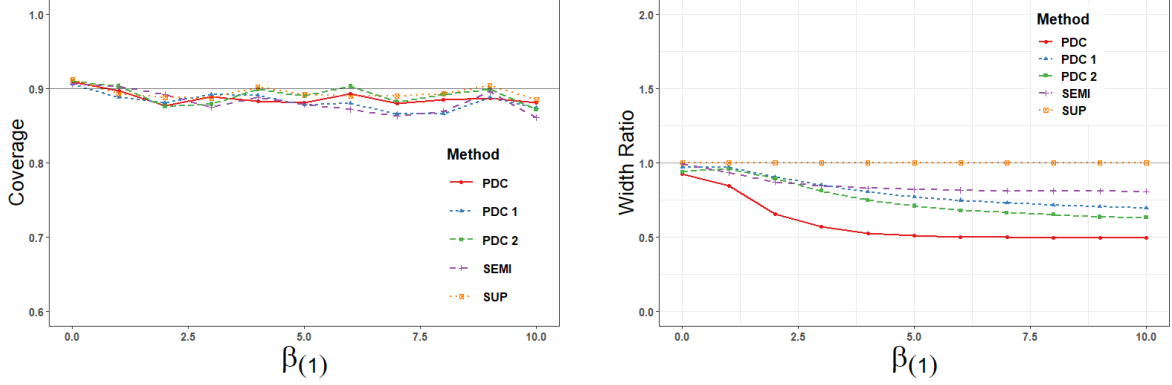 1.0
0.9
0.8
0.7
0.6
Coverage
Method
PDC
PDC 1
PDC 2
SEMI
SUP
0.0
2.5
5.0
7.5
10.0
β(1)
2.0
1.5
1.0
0.5
0.0
Width Ratio
Method
PDC
PDC 1
PDC 2
SEMI
SUP
0.0
2.5
5.0
7.5
10.0
β(1)